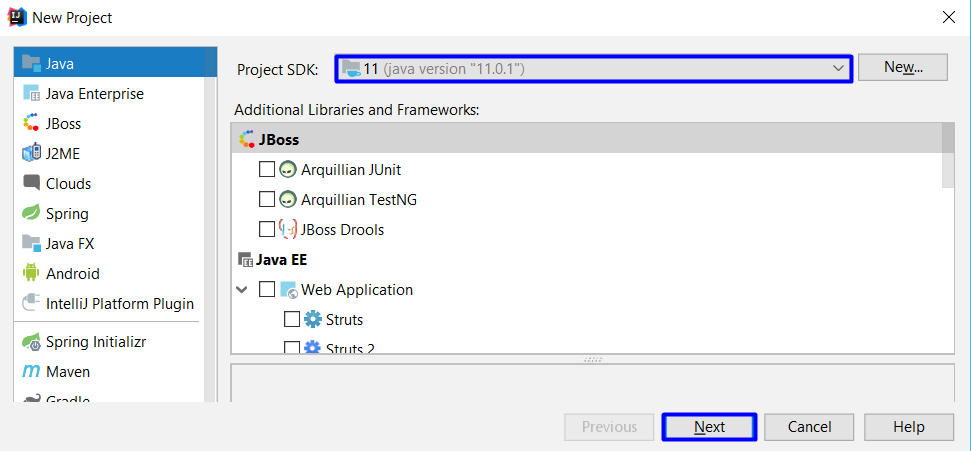 New Project
Java
Java Enterprise
JBoss
J2ME
Clouds
Spring
Java FX
Android
IntelliJ Platform Plugin
Spring Initializr
Maven
Gradle
Project SDK: 11 (java version "11.0.1") New...
Additional Libraries and Frameworks:
JBoss
Arquillian JUnit
Arquillian TestNG
JBoss Drools
Java EE
Web Application
Struts
Struts 2
Previous Next Cancel Help